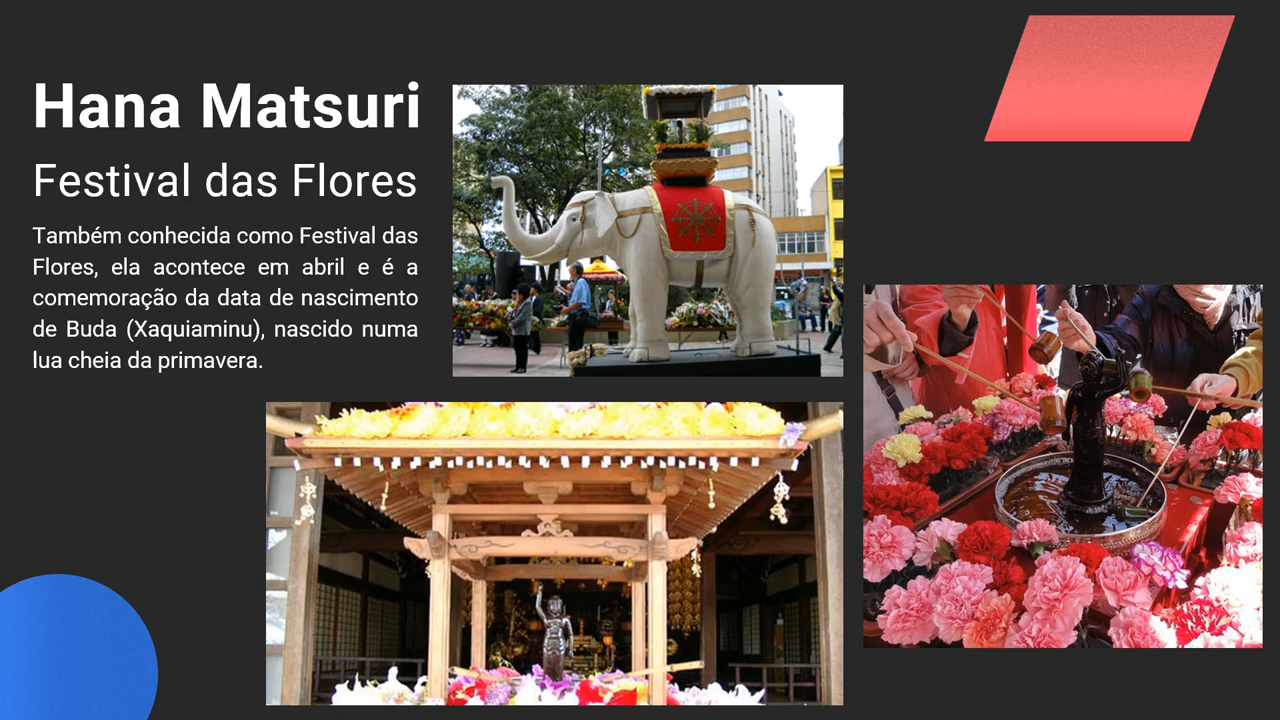 Hana Matsuri
Festival das Flores
Também conhecida como Festival das
Flores, ela acontece em abril e é a
comemoração da data de nascimento
de Buda (Xaquiaminu), nascido numa
lua cheia da primavera.